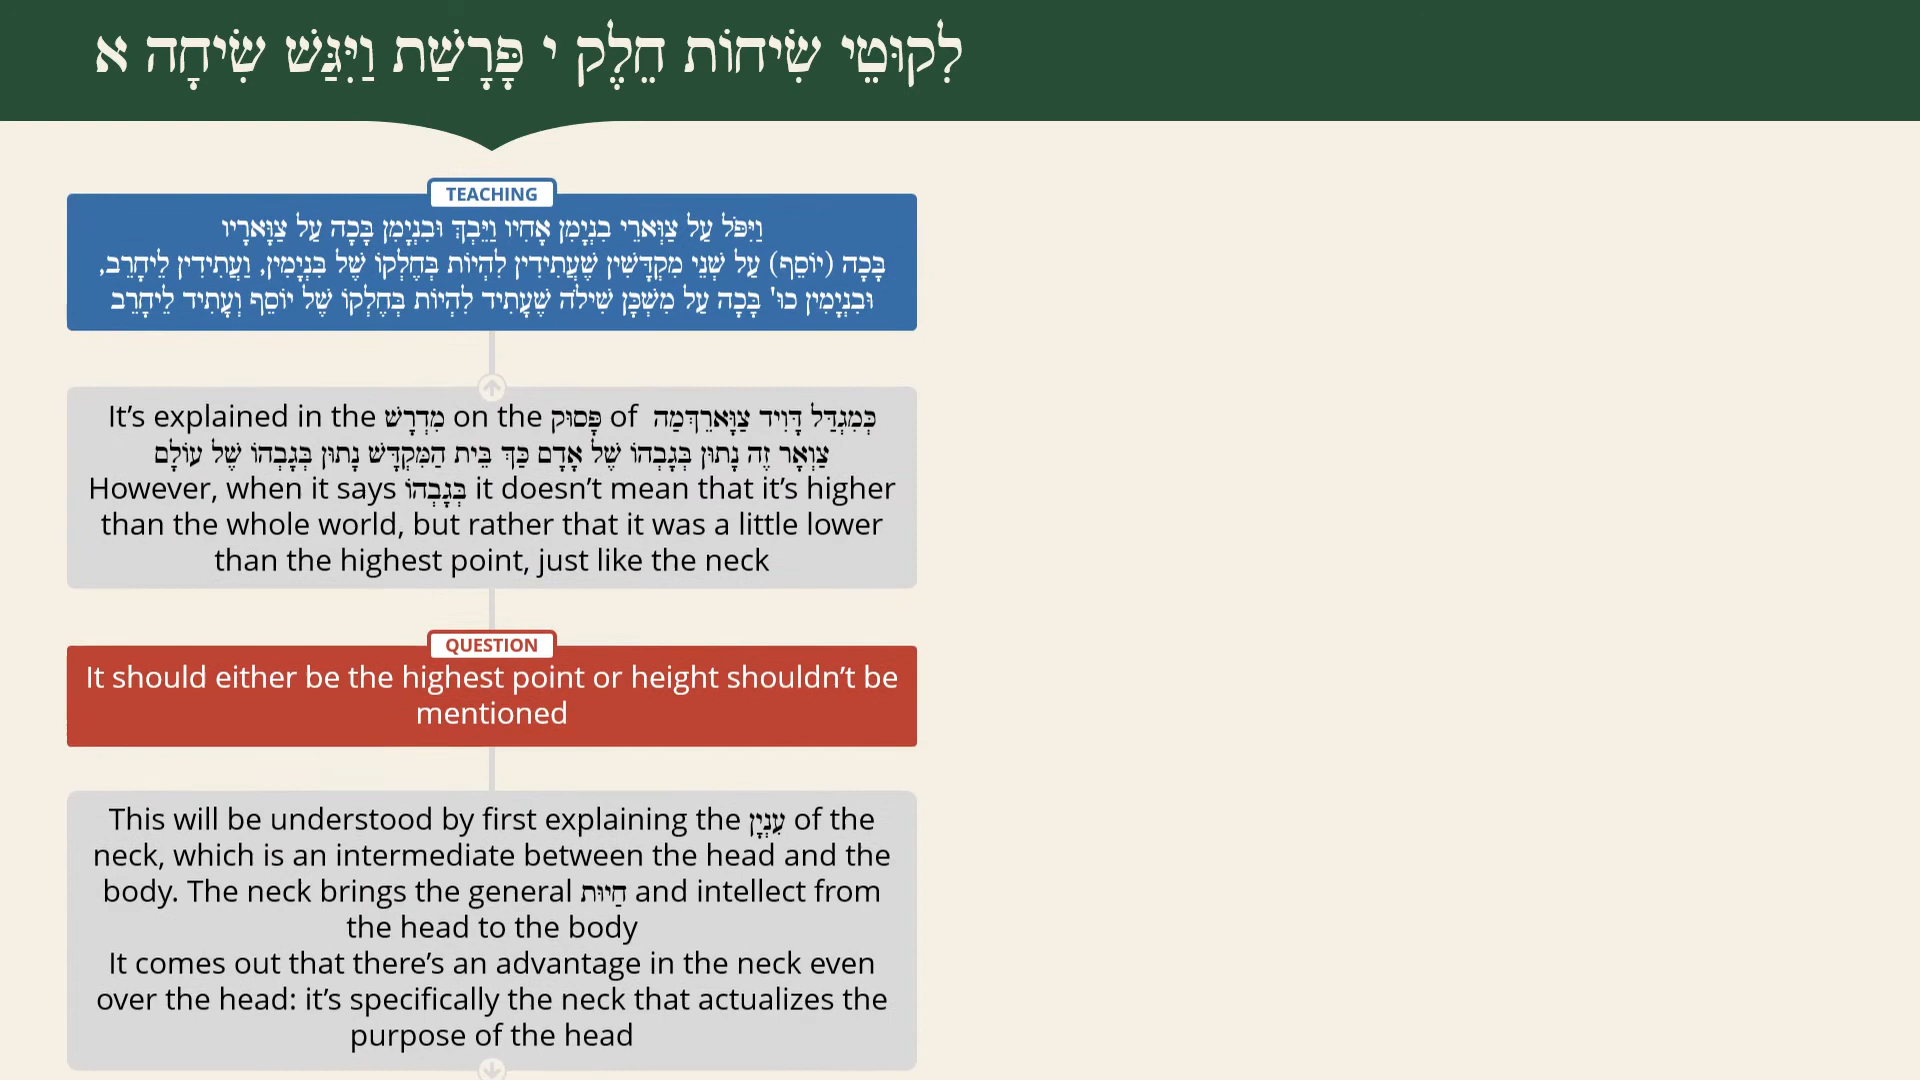 לִקּוּטֵי שִׂיחוֹת חֵלֶק י פָּרָשַׁת וַיִּגַּשׁ שִׂיחָה א
TEACHING
וַיִּפֹּל עַל צַוְּארֵי בִנְיָמִן אָחִיו וַיֵּבְךְּ וּבִנְיָמִן בָּכָה עַל צַוָּארָיו
בָּכָה (יוֹסֵף) עַל שְׁנֵי מִקְדָּשִׁין שֶׁעֲתִידִין לִהְיוֹת בְּחֶלְקוֹ שֶׁל בִּנְיָמִין, וַעֲתִידִין לֵיחָרֵב,
וּבִנְיָמִין כוּ' בָּכָה עַל מִשְׁכָּן שִׁילֹה שֶׁעָתִיד לִהְיוֹת בְּחֶלְקוֹ שֶׁל יוֹסֵף וְעָתִיד לֵיחָרֵב
It’s explained in the מִדְרָשׁ on the פָּסוּק of כְּמִגְדַּל דָּוִיד צַוָּארֵךְמַה
צַוְאָר זֶה נָתוּן בְּגָבְהוֹ שֶׁל אָדָם כַּךְ בֵּית הַמִּקְדָּשׁ נָתוּן בְּגָבְהוֹ שֶׁל עוֹלָם
However, when it says בְּגָבְהוֹ it doesn’t mean that it’s higher
than the whole world, but rather that it was a little lower
than the highest point, just like the neck
QUESTION
It should either be the highest point or height shouldn’t be
mentioned
This will be understood by first explaining the עִנְיָן of the
neck, which is an intermediate between the head and the
body. The neck brings the general חַיּוּת and intellect from
the head to the body
It comes out that there’s an advantage in the neck even
over the head: it’s specifically the neck that actualizes the
purpose of the head